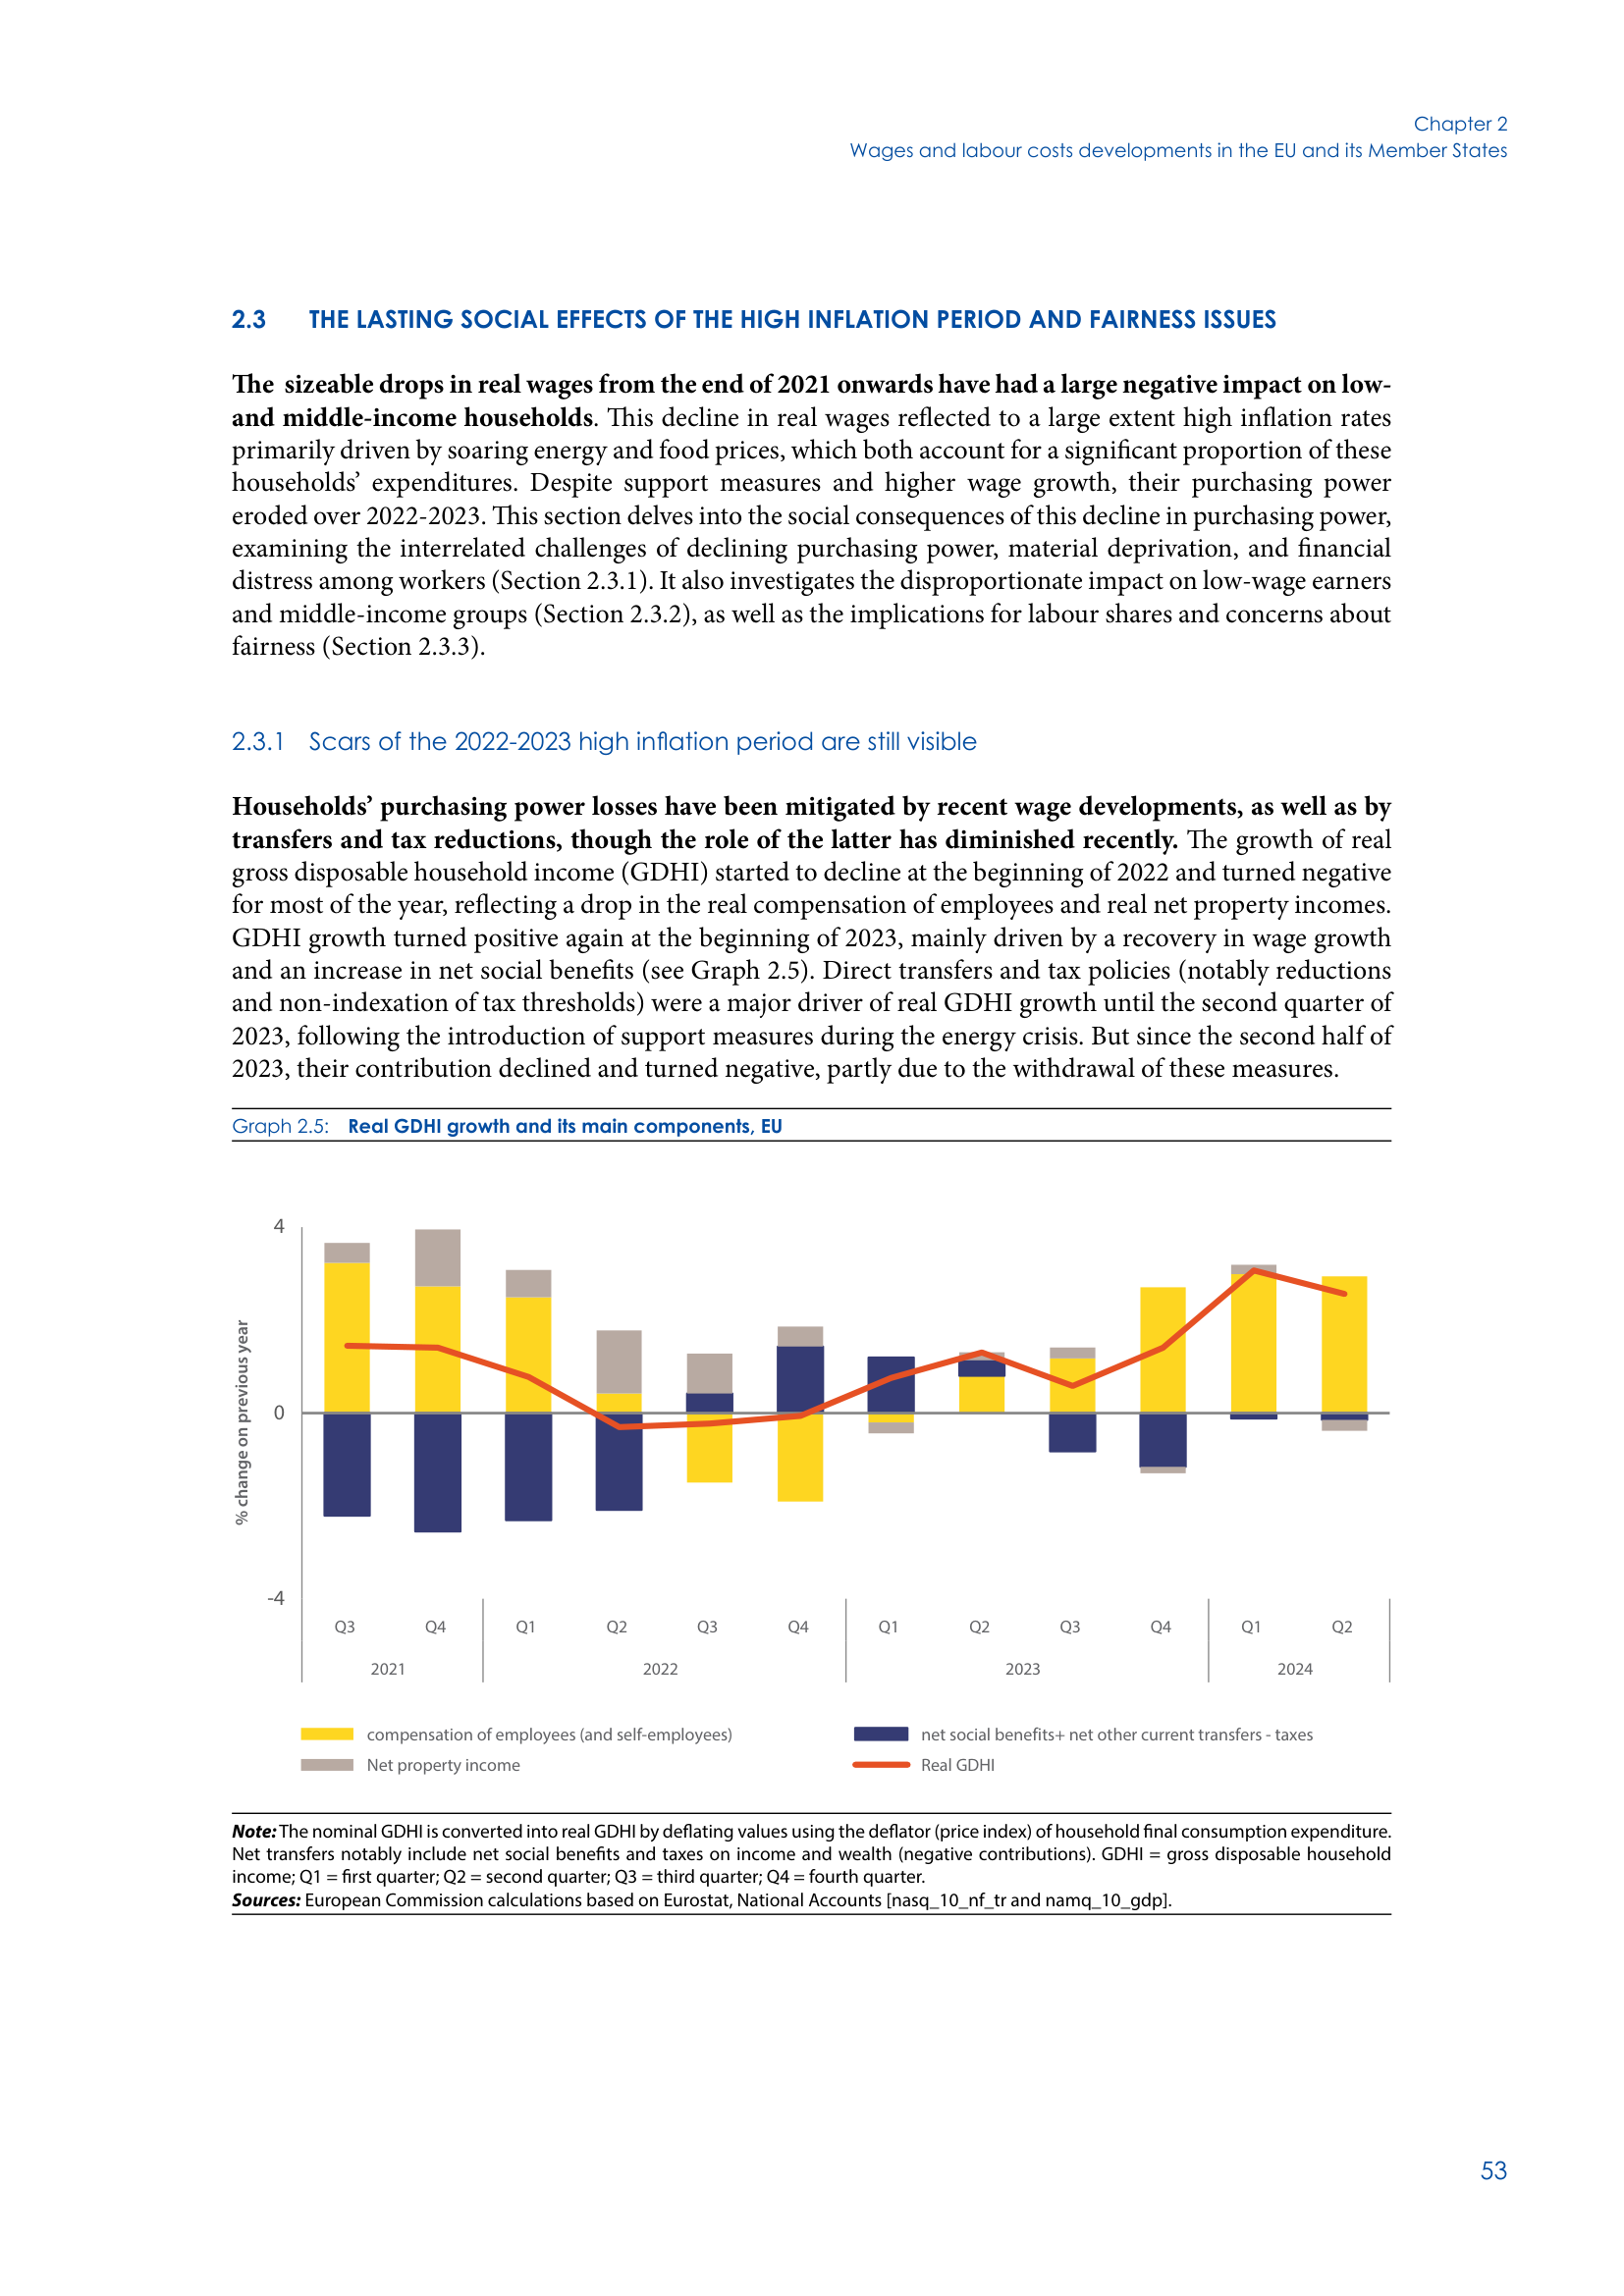 Chapter 2
Wages and labour costs developments in the EU and its Member States
2.3 THE LASTING SOCIAL EFFECTS OF THE HIGH INFLATION PERIOD AND FAIRNESS ISSUES
The sizeable drops in real wages from the end of 2021 onwards have had a large negative impact on low-
and middle-income households. This decline in real wages reflected to a large extent high inflation rates
primarily driven by soaring energy and food prices, which both account for a significant proportion of these
households’ expenditures. Despite support measures and higher wage growth, their purchasing power
eroded over 2022-2023. This section delves into the social consequences of this decline in purchasing power,
examining the interrelated challenges of declining purchasing power, material deprivation, and financial
distress among workers (Section 2.3.1). It also investigates the disproportionate impact on low-wage earners
and middle-income groups (Section 2.3.2), as well as the implications for labour shares and concerns about
fairness (Section 2.3.3).
2.3.1 Scars of the 2022-2023 high inflation period are still visible
Households’ purchasing power losses have been mitigated by recent wage developments, as well as by
transfers and tax reductions, though the role of the latter has diminished recently. The growth of real
gross disposable household income (GDHI) started to decline at the beginning of 2022 and turned negative
for most of the year, reflecting a drop in the real compensation of employees and real net property incomes.
GDHI growth turned positive again at the beginning of 2023, mainly driven by a recovery in wage growth
and an increase in net social benefits (see Graph 2.5). Direct transfers and tax policies (notably reductions
and non-indexation of tax thresholds) were a major driver of real GDHI growth until the second quarter of
2023, following the introduction of support measures during the energy crisis. But since the second half of
2023, their contribution declined and turned negative, partly due to the withdrawal of these measures.
Graph 2.5: Real GDHI growth and its main components, EU
% change on previous year
4
0
-4
Q3 Q4 Q1 Q2 Q3 Q4 Q1 Q2 Q3 Q4 Q1 Q2
2021 2022 2023 2024
compensation of employees (and self-employees) net social benefits+ net other current transfers - taxes
Net property income Real GDHI
Note: The nominal GDHI is converted into real GDHI by deflating values using the deflator (price index) of household final consumption expenditure.
Net transfers notably include net social benefits and taxes on income and wealth (negative contributions). GDHI = gross disposable household
income; Q1 = first quarter; Q2 = second quarter; Q3 = third quarter; Q4 = fourth quarter.
Sources: European Commission calculations based on Eurostat, National Accounts [nasq_10_nf_tr and namq_10_gdp].
53